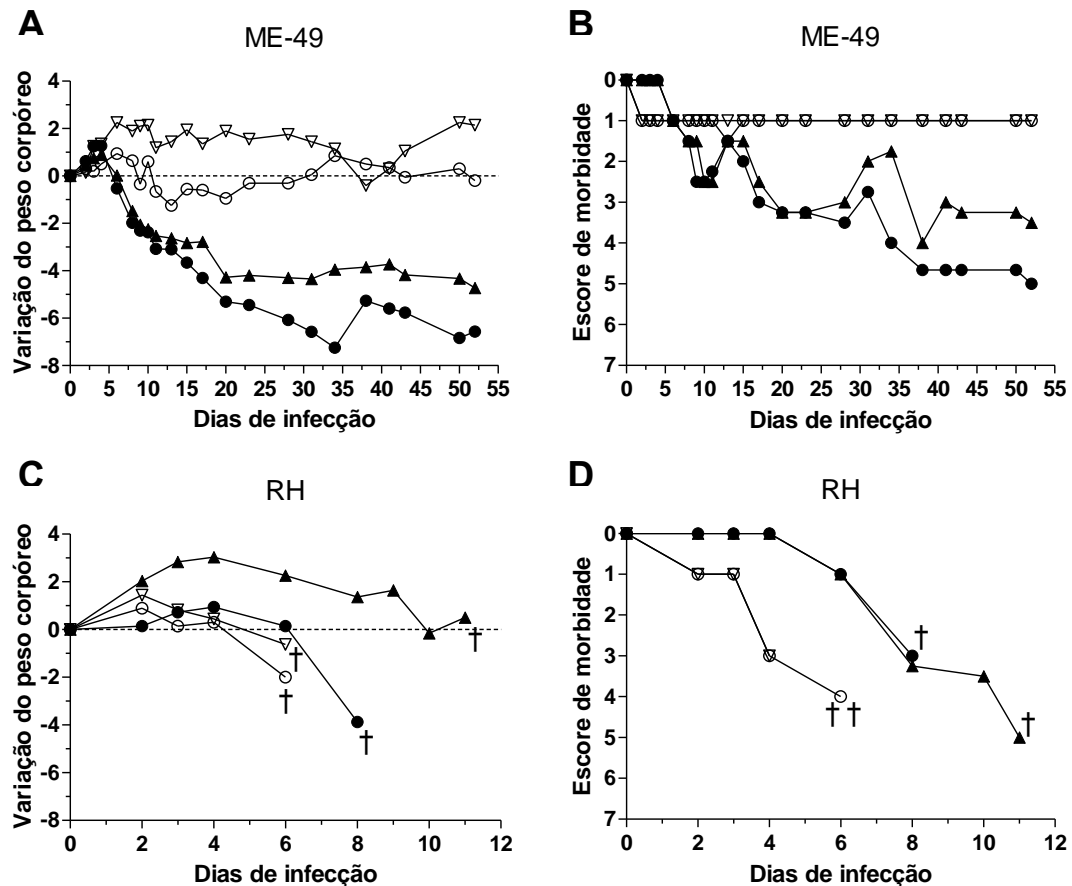 A
ME-49
Variação do peso corpóreo
4
2
0
-2
-4
-6
-8
0 5 10 15 20 25 30 35 40 45 50 55
Dias de infecção
B
ME-49
Escore de morbidade
0
1
2
3
4
5
6
7
0 5 10 15 20 25 30 35 40 45 50 55
Dias de infecção
C
RH
Variação do peso corpóreo
4
2
0
-2
-4
-6
-8
† † † †
0 2 4 6 8 10 12
Dias de infecção
D
RH
Escore de morbidade
0
1
2
3
4
5
6
7
† † † †
0 2 4 6 8 10 12
Dias de infecção